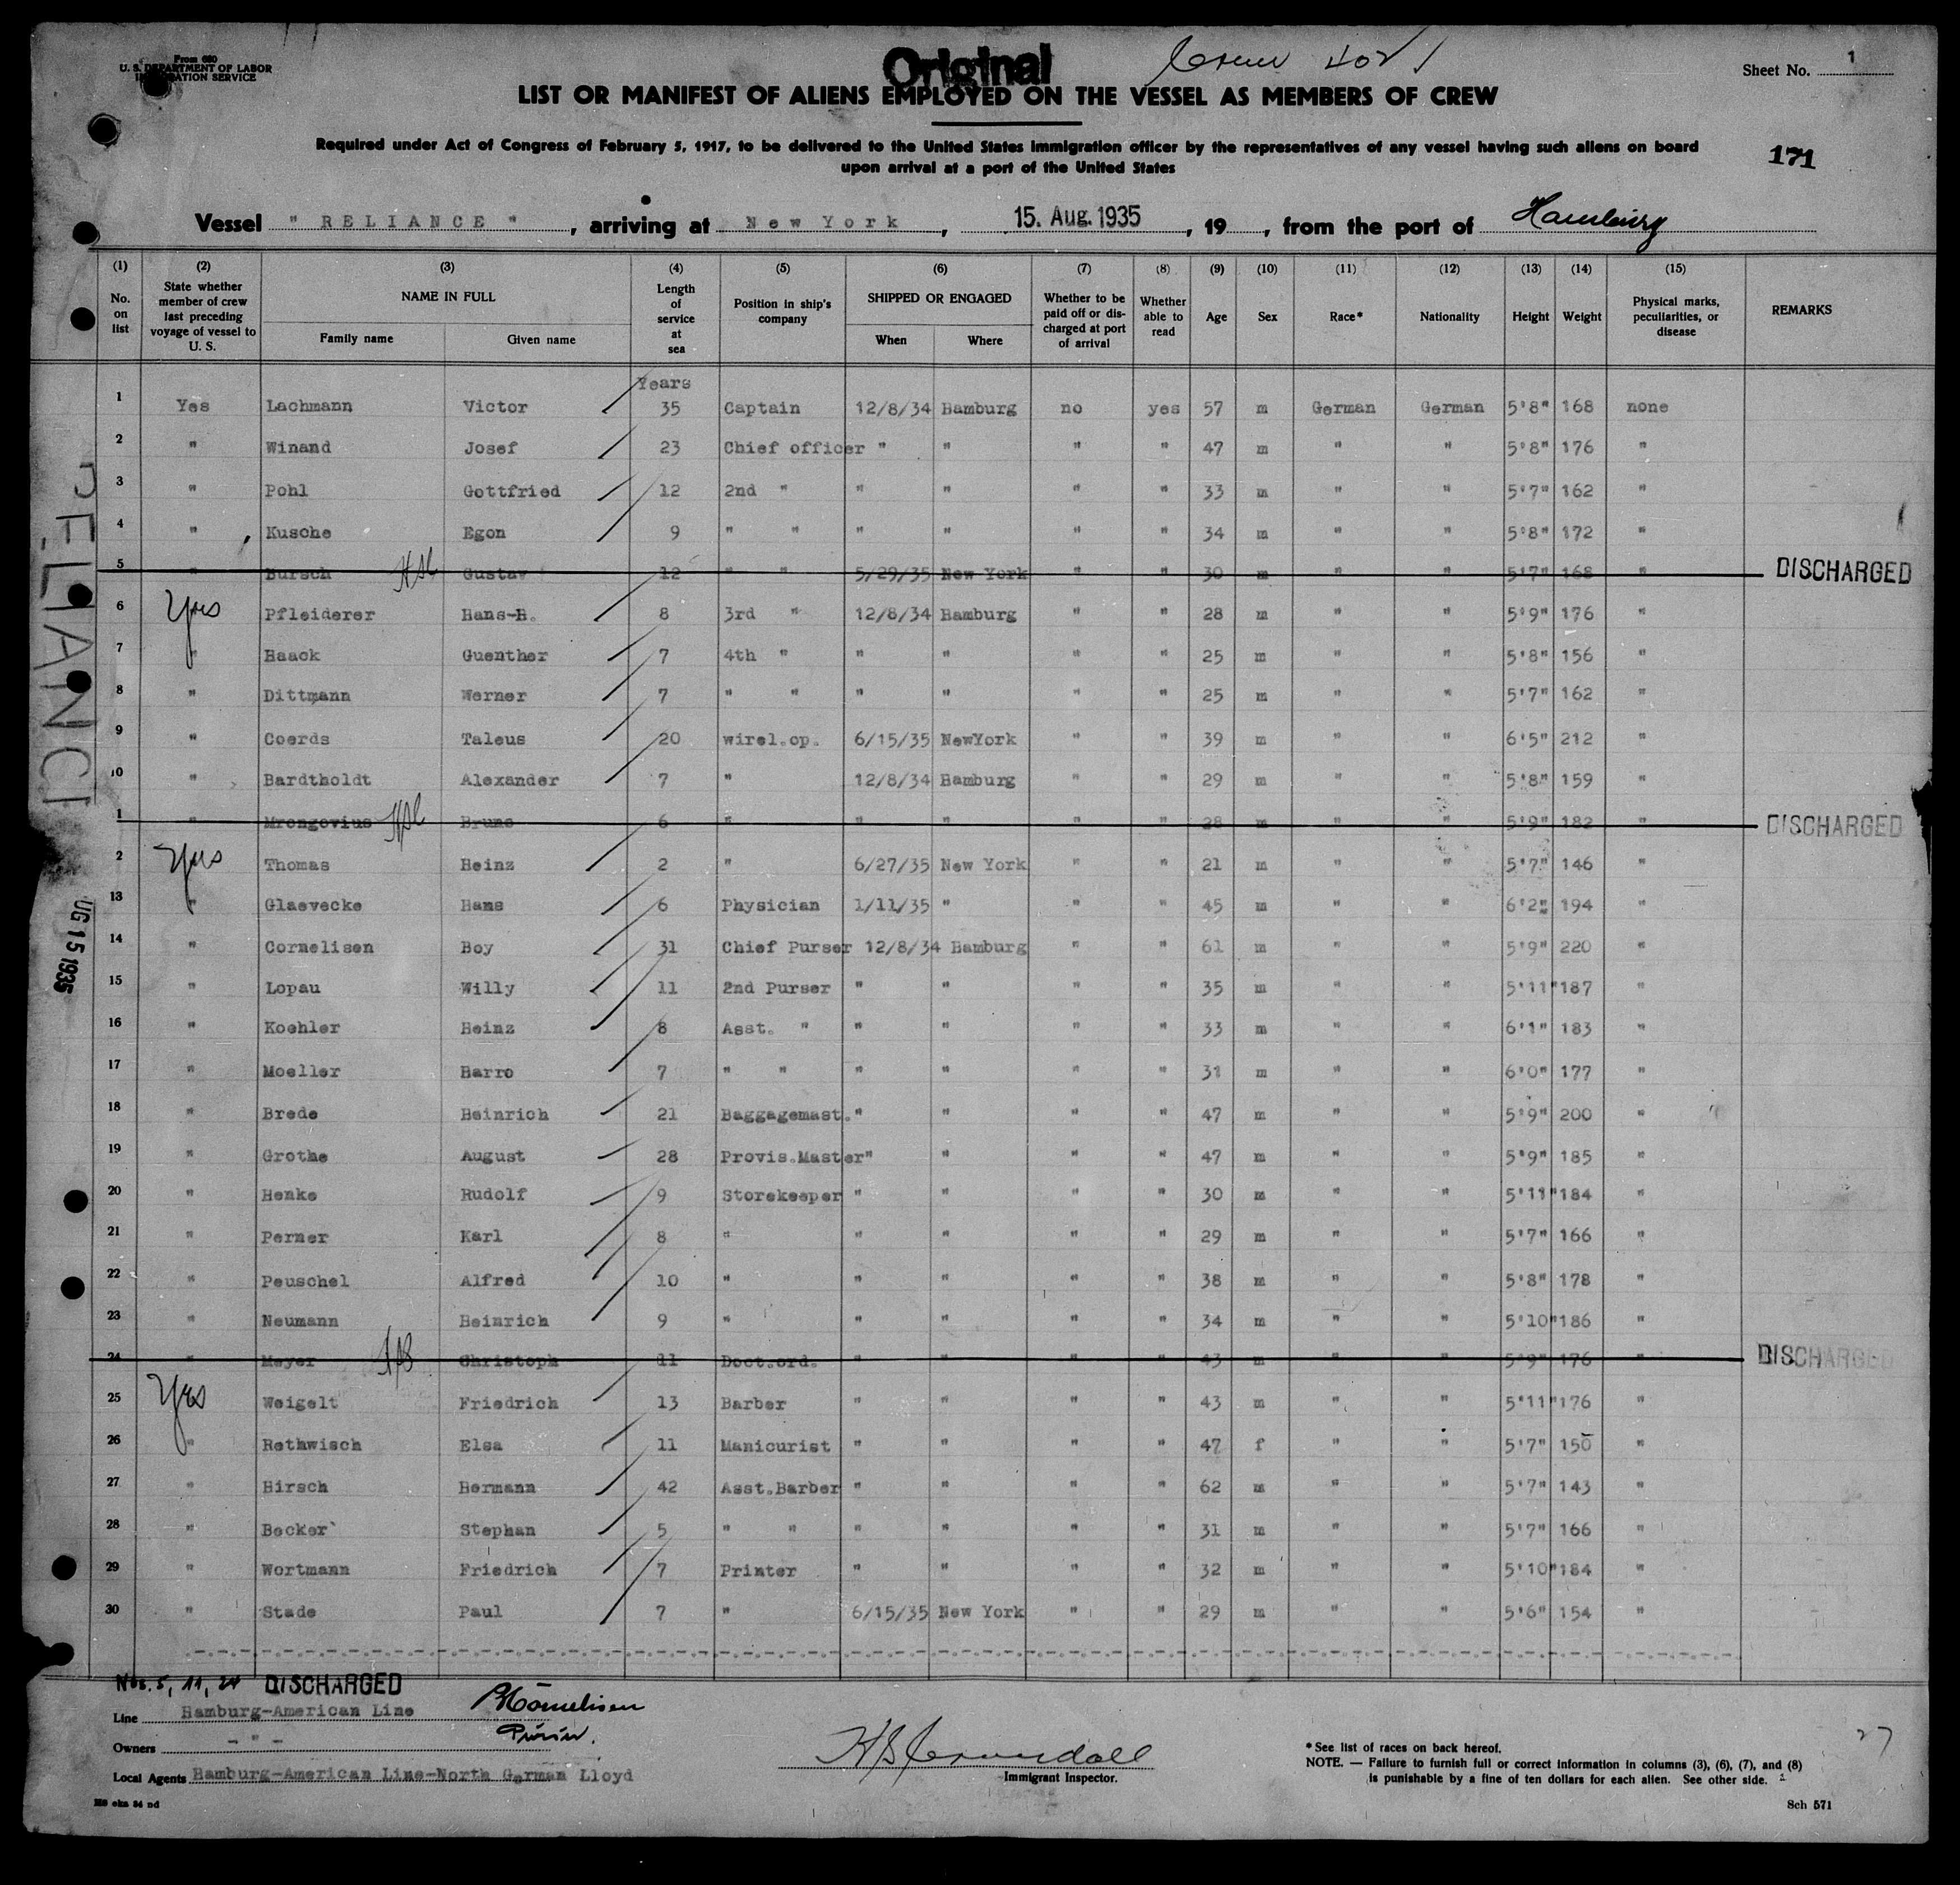 Form 680
U. S. DEPARTMENT OF LABOR
IMMIGRATION SERVICE
Original
Crew 402
Sheet No. 1
LIST OR MANIFEST OF ALIENS EMPLOYED ON THE VESSEL AS MEMBERS OF CREW
Required under Act of Congress of February 5, 1917, to be delivered to the United States immigration officer by the representatives of any vessel having such aliens on board
upon arrival at a port of the United States
171
Vessel " RELIANCE " , arriving at New York , 15. Aug. 1935 , 19 , from the port of Hamburg
(1) No. on list (2) State whether member of crew last preceding voyage of vessel to U. S. (3) NAME IN FULL Family name Given name (4) Length of service at sea (5) Position in ship's company (6) SHIPPED OR ENGAGED When Where (7) Whether to be paid off or discharged at port of arrival (8) Whether able to read (9) Age (10) Sex (11) Race* (12) Nationality (13) Height (14) Weight (15) Physical marks, peculiarities, or disease REMARKS
Years
1 Yes Lachmann Victor 35 Captain 12/8/34 Hamburg no yes 57 m German German 5'8" 168 none
2 " Winand Josef 23 Chief officer " " " " 47 m " " 5'8" 176 "
3 " Pohl Gottfried 12 2nd " " " " " 33 m " " 5'7" 162 "
4 " Kusche Egon 9 " " " " " " 34 m " " 5'8" 172 "
5 " Bursch Gustav 12 " " 5/29/35 New York " " 30 m " " 5'7" 168 " DISCHARGED
6 Yes Pfleiderer Hans-H. 8 3rd " 12/8/34 Hamburg " " 28 m " " 5'9" 176 "
7 " Haack Guenther 7 4th " " " " " 25 m " " 5'8" 156 "
8 " Dittmann Werner 7 " " " " " " 25 m " " 5'7" 162 "
9 " Coerds Taleus 20 wirel.op. 6/15/35 NewYork " " 39 m " " 6'5" 212 "
10 " Bardtholdt Alexander 7 " 12/8/34 Hamburg " " 29 m " " 5'8" 159 "
1 " Mrongovius Bruno 6 " " " " " 28 m " " 5'9" 182 " DISCHARGED
2 Yes Thomas Heinz 2 " 6/27/35 New York " " 21 m " " 5'7" 146 "
13 " Glaevecke Hans 6 Physician 1/11/35 " " " 45 m " " 6'2" 194 "
14 " Cornelisen Boy 31 Chief Purser 12/8/34 Hamburg " " 61 m " " 5'9" 220 "
15 " Lopau Willy 11 2nd Purser " " " " 35 m " " 5'11" 187 "
16 " Koehler Heinz 8 Asst. " " " " " 33 m " " 6'1" 183 "
17 " Moeller Harro 7 " " " " " " 31 m " " 6'0" 177 "
18 " Brede Heinrich 21 Baggagemast. " " " " 47 m " " 5'9" 200 "
19 " Grothe August 28 Provis.Master " " " " 47 m " " 5'9" 185 "
20 " Henke Rudolf 9 Storekeeper " " " " 30 m " " 5'11" 184 "
21 " Perner Karl 8 " " " " " 29 m " " 5'7" 166 "
22 " Peuschel Alfred 10 " " " " " 38 m " " 5'8" 178 "
23 " Neumann Heinrich 9 " " " " " 34 m " " 5'10" 186 "
24 Meyer Christoph 11 Doct.ord. " " " " 43 m " " 5'9" 176 " DISCHARGED
25 Yes Weigelt Friedrich 13 Barber " " " " 43 m " " 5'11" 176 "
26 " Rothwisch Elsa 11 Manicurist " " " " 47 f " " 5'7" 150 "
27 " Hirsch Hermann 42 Asst.Barber " " " " 62 m " " 5'7" 143 "
28 " Becker Stephan 5 " " " " " " 31 m " " 5'7" 166 "
29 " Wortmann Friedrich 7 Printer " " " " 32 m " " 5'10" 184 "
30 " Stade Paul 7 " 6/15/35 New York " " 29 m " " 5'6" 154 "
RELIANCE
UG 15 1935
Nos. 5, 11, 24 DISCHARGED
Line Hamburg-American Line
BCornelisen
Purser.
Owners - " -
Local Agents Hamburg-American Line-North German Lloyd
Immigrant Inspector.
* See list of races on back hereof.
NOTE. — Failure to furnish full or correct information in columns (3), (6), (7), and (8)
is punishable by a fine of ten dollars for each alien. See other side.
27
Sch 571